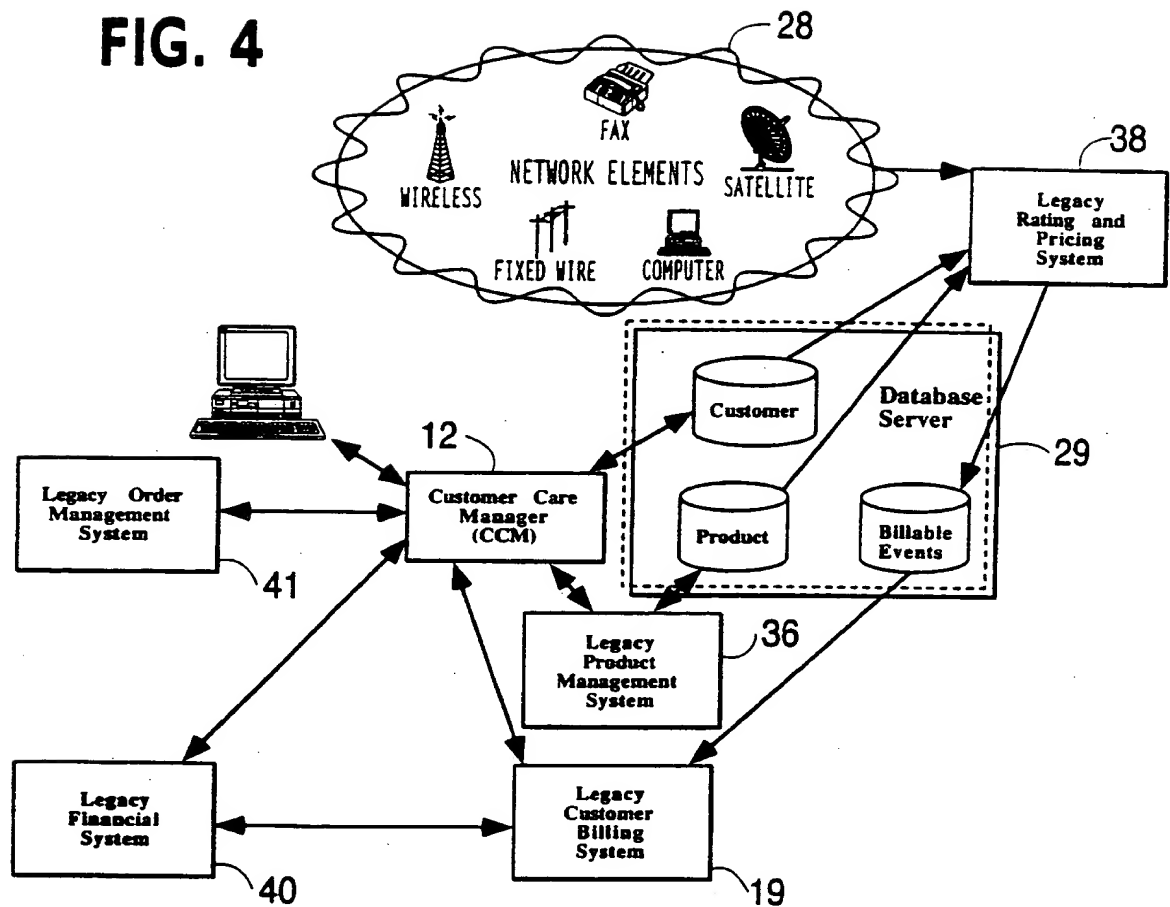 FIG. 4
28
FAX
WIRELESS
NETWORK ELEMENTS
SATELLITE
FIXED WIRE
COMPUTER
38
Legacy
Rating and
Pricing
System
Customer
Database
Server
29
12
Customer Care
Manager
(CCM)
Legacy Order
Management
System
41
Product
Billable
Events
Legacy
Product
Management
System
36
Legacy
Financial
System
40
Legacy
Customer
Billing
System
19